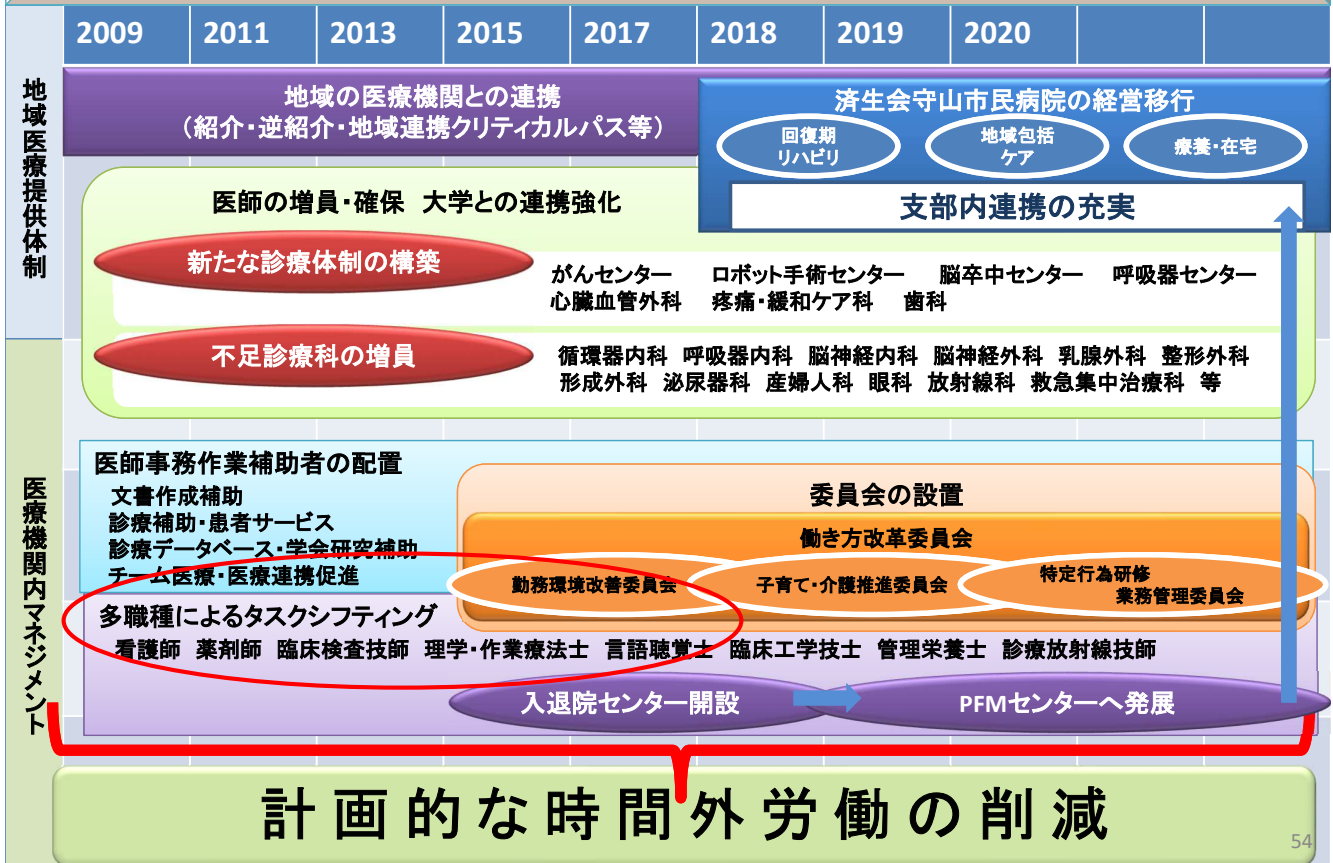 2009 2011 2013 2015 2017 2018 2019 2020
地域医療提供体制
地域の医療機関との連携
（紹介・逆紹介・地域連携クリティカルパス等）
済生会守山市民病院の経営移行
回復期
リハビリ
地域包括
ケア
療養・在宅
支部内連携の充実
医師の増員・確保 大学との連携強化
新たな診療体制の構築
がんセンター ロボット手術センター 脳卒中センター 呼吸器センター
心臓血管外科 疼痛・緩和ケア科 歯科
不足診療科の増員
循環器内科 呼吸器内科 脳神経内科 脳神経外科 乳腺外科 整形外科
形成外科 泌尿器科 産婦人科 眼科 放射線科 救急集中治療科 等
医療機関内マネジメント
医師事務作業補助者の配置
文書作成補助
診療補助・患者サービス
診療データベース・学会研究補助
チーム医療・医療連携促進
委員会の設置
働き方改革委員会
勤務環境改善委員会
子育て・介護推進委員会
特定行為研修
業務管理委員会
多職種によるタスクシフティング
看護師 薬剤師 臨床検査技師 理学・作業療法士 言語聴覚士 臨床工学技士 管理栄養士 診療放射線技師
入退院センター開設
PFMセンターへ発展
計画的な時間外労働の削減
54